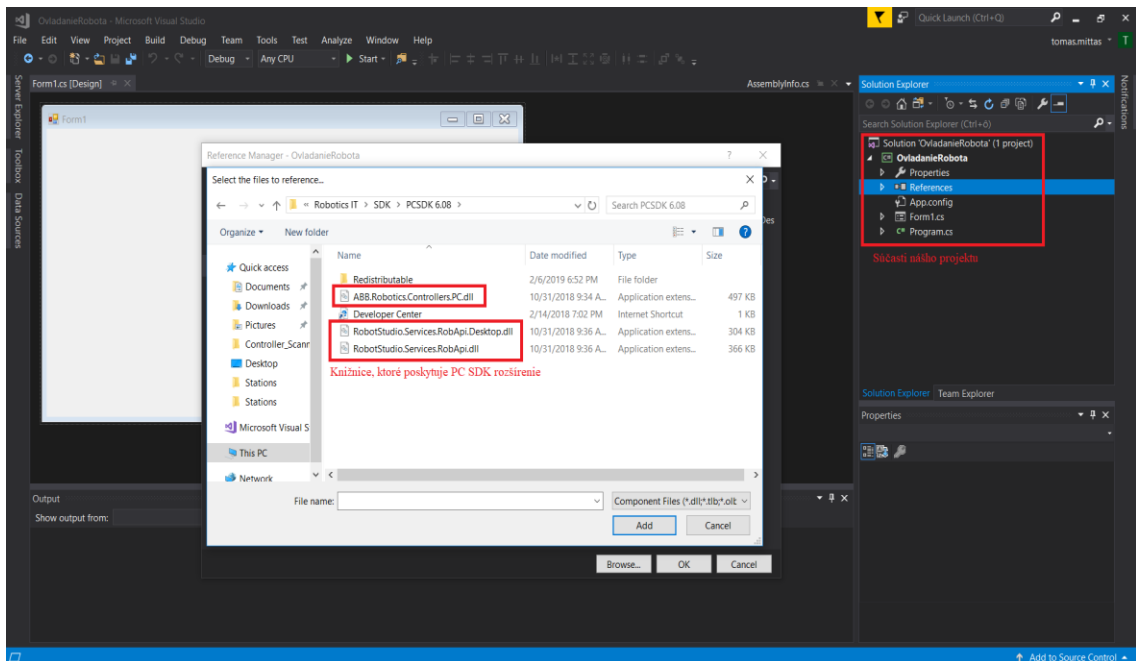 OvladanieRobota - Microsoft Visual Studio
Quick Launch (Ctrl+Q)
File Edit View Project Build Debug Team Tools Test Analyze Window Help
tomas.mittas T
Debug Any CPU Start
Form1.cs [Design]
AssemblyInfo.cs
Server Explorer
Toolbox
Data Sources
Form1
Reference Manager - OvladanieRobota
Select the files to reference...
« Robotics IT > SDK > PCSDK 6.08 >
Search PCSDK 6.08
Organize New folder
Name Date modified Type Size
Quick access
Documents
Downloads
Pictures
Controller_Scann
Desktop
Stations
Stations
Microsoft Visual S
This PC
Network
Redistributable 2/6/2019 6:52 PM File folder
ABB.Robotics.Controllers.PC.dll 10/31/2018 9:34 A... Application extens... 497 KB
Developer Center 2/14/2018 7:02 PM Internet Shortcut 1 KB
RobotStudio.Services.RobApi.Desktop.dll 10/31/2018 9:36 A... Application extens... 304 KB
RobotStudio.Services.RobApi.dll 10/31/2018 9:36 A... Application extens... 366 KB
Knižnice, ktoré poskytuje PC SDK rozšírenie
File name:
Component Files (*.dll;*.tlb;*.olb
Add Cancel
Browse... OK Cancel
Output
Show output from:
Solution Explorer
Search Solution Explorer (Ctrl+ô)
Solution 'OvladanieRobota' (1 project)
OvladanieRobota
Properties
References
App.config
Form1.cs
Program.cs
Súčasti nášho projektu
Solution Explorer Team Explorer
Properties
Notifications
Add to Source Control